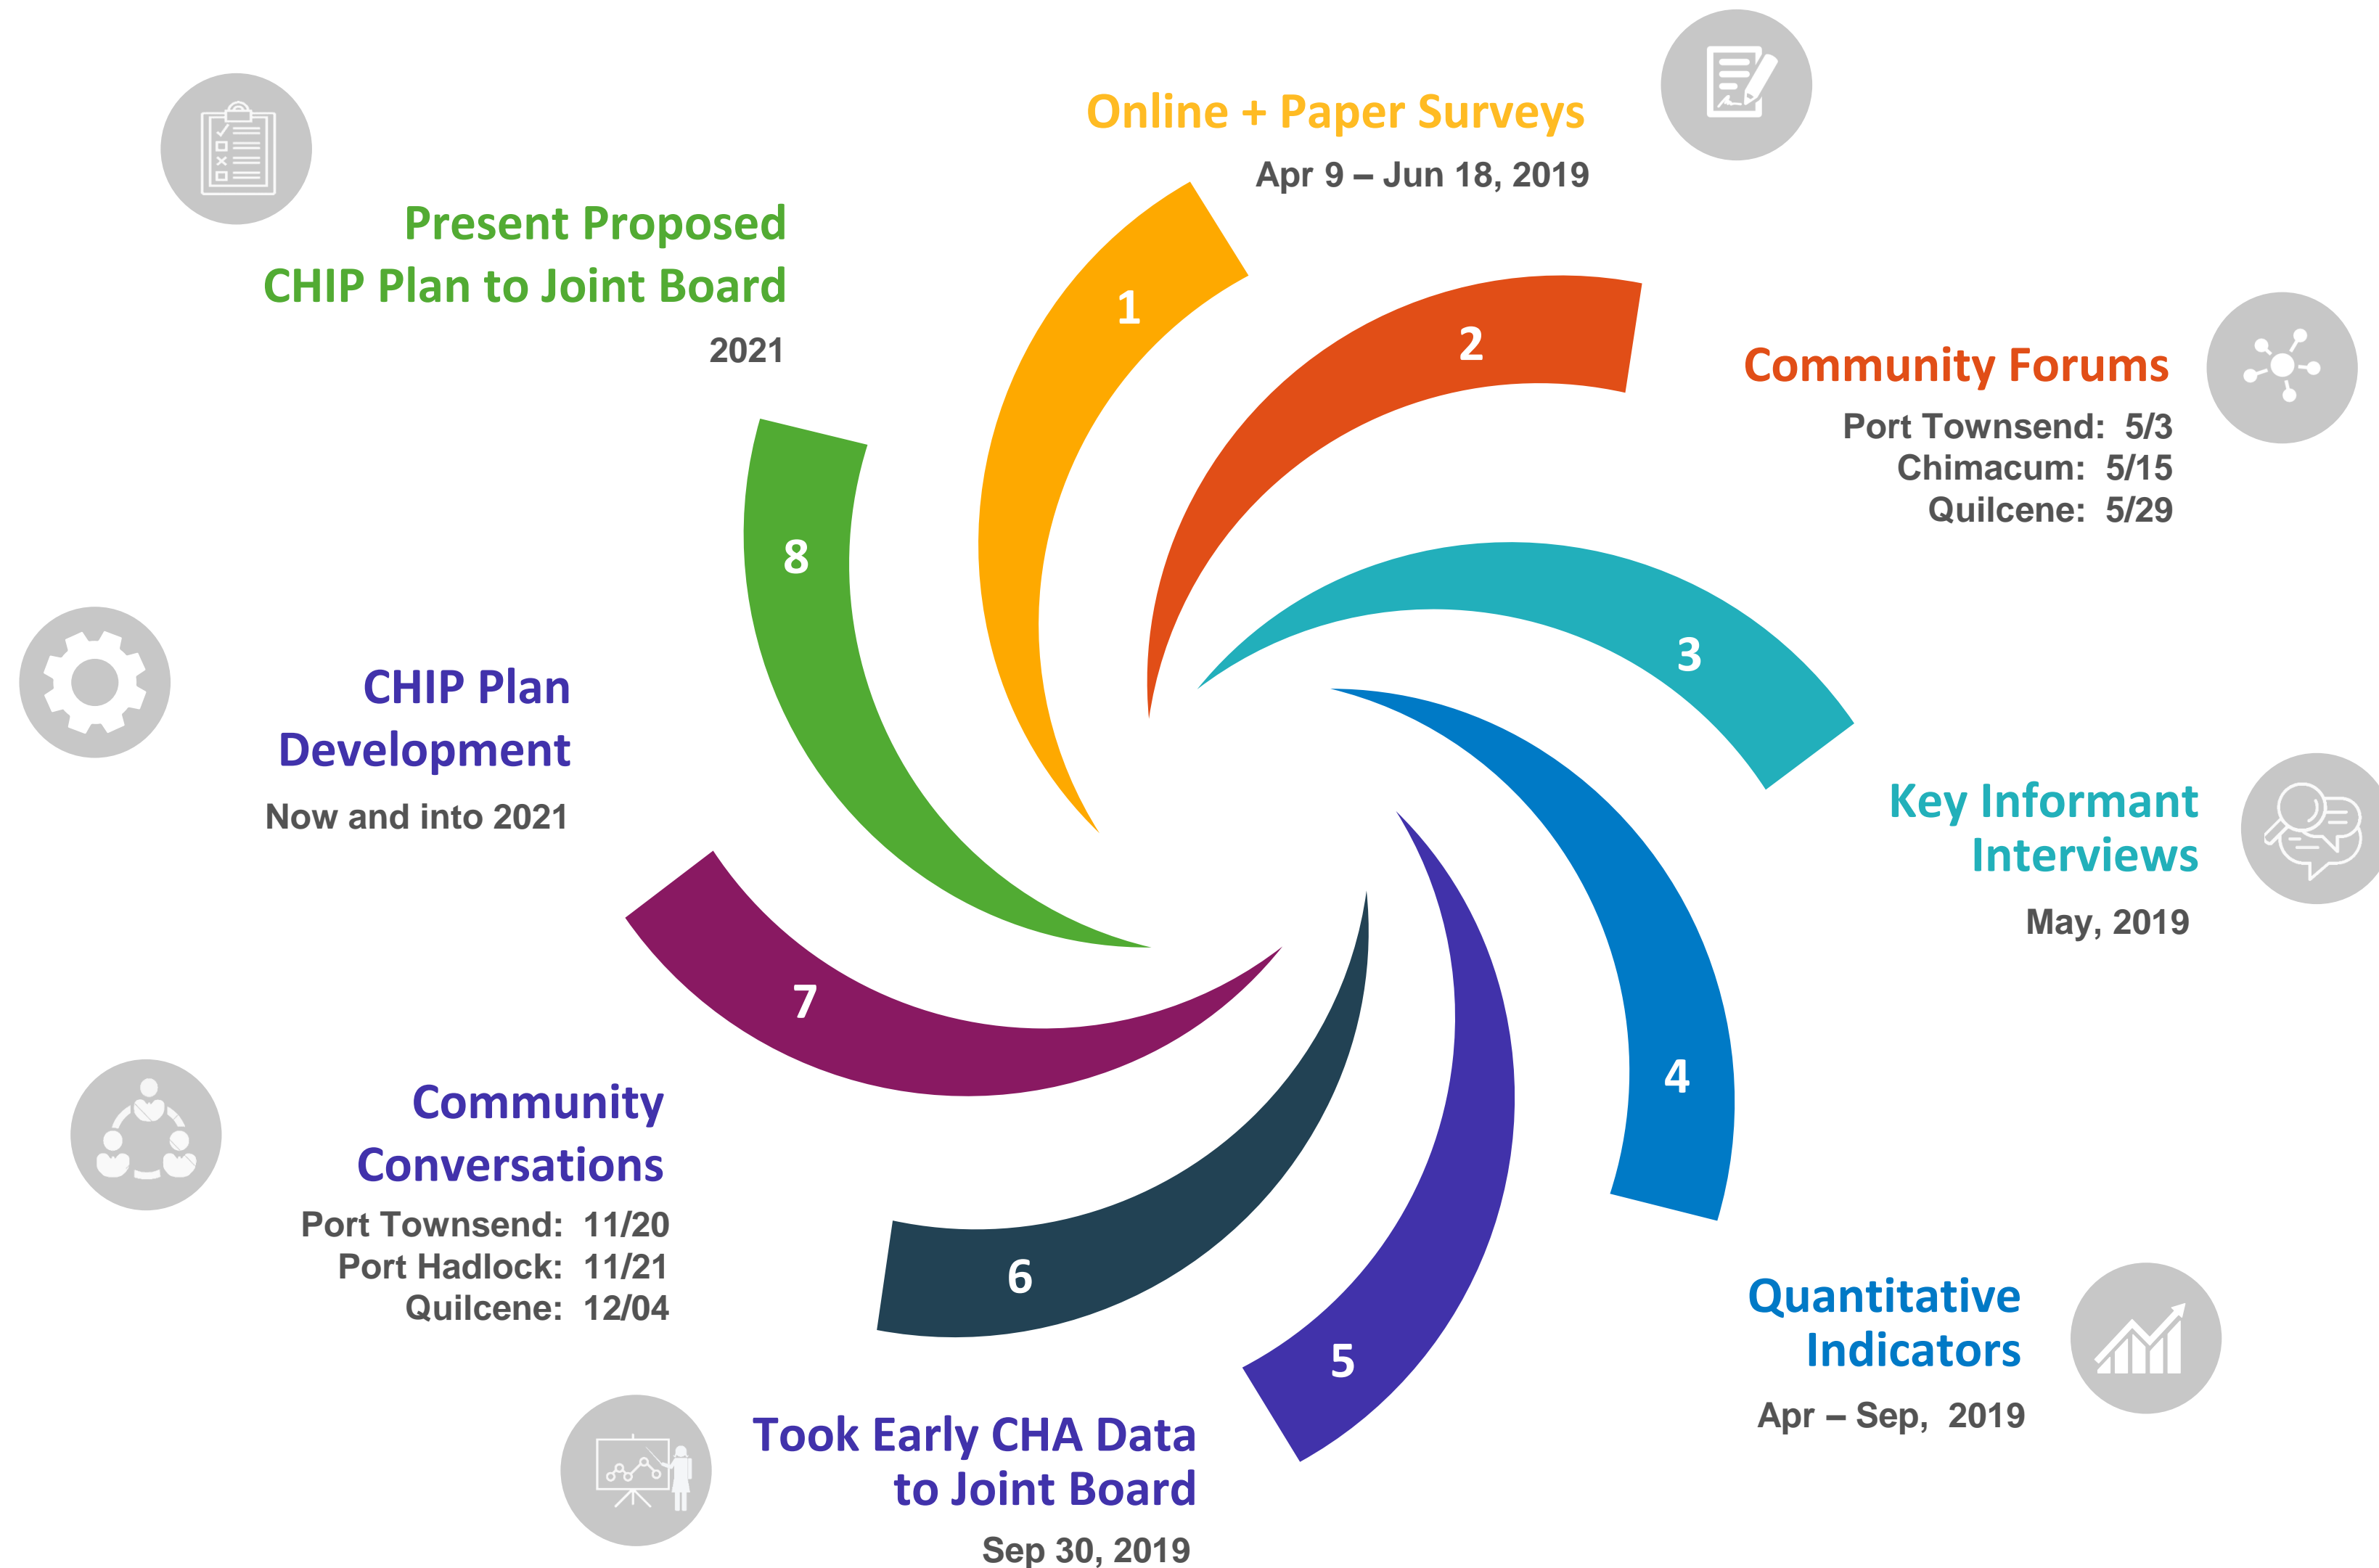 Online + Paper Surveys
Apr 9 – Jun 18, 2019
1
2
Community Forums
Port Townsend: 5/3
Chimacum: 5/15
Quilcene: 5/29
3
Key Informant
Interviews
May, 2019
4
Quantitative
Indicators
Apr – Sep, 2019
5
Took Early CHA Data
to Joint Board
Sep 30, 2019
6
Community
Conversations
Port Townsend: 11/20
Port Hadlock: 11/21
Quilcene: 12/04
7
CHIP Plan
Development
Now and into 2021
8
Present Proposed
CHIP Plan to Joint Board
2021